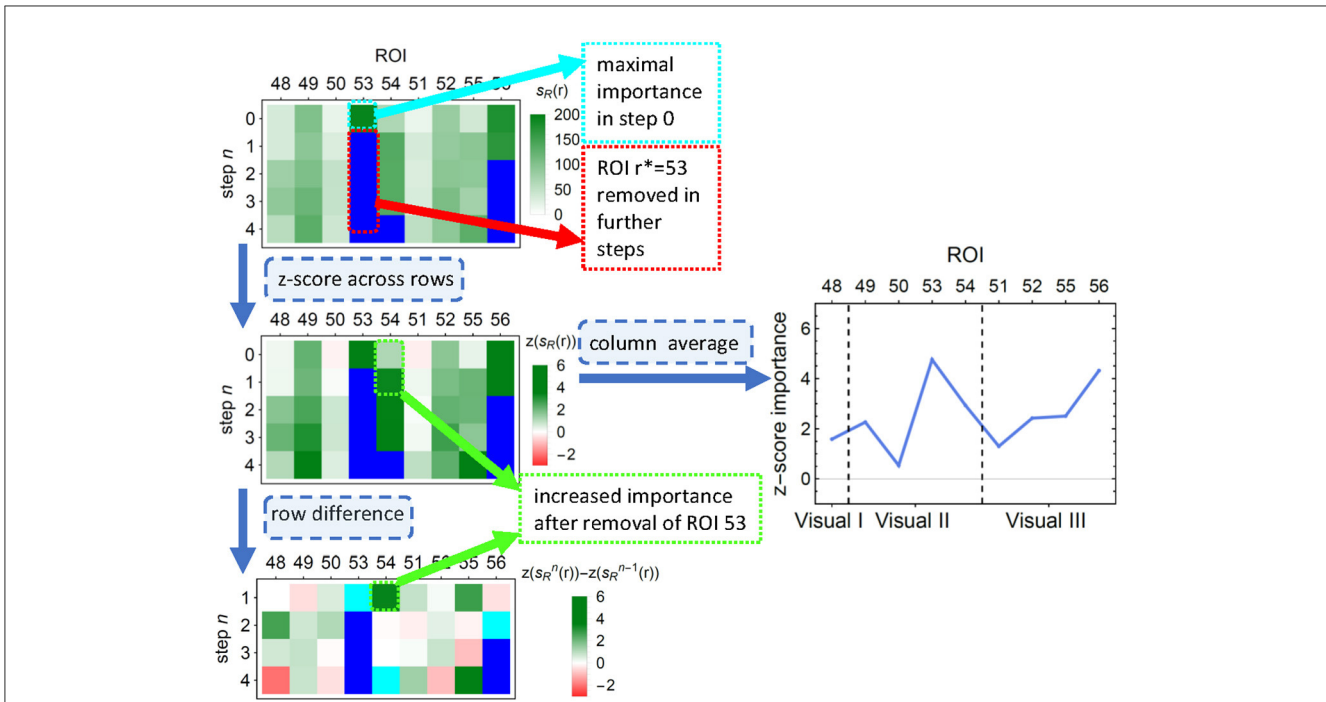 ROI
48 49 50 53 54 51 52 55 56
maximal
importance
in step 0
s_R(r)
step n
0
1
2
3
4
200
150
100
50
0
ROI r*=53
removed in
further
steps
z-score across rows
48 49 50 53 54 51 52 55 56
z(s_R(r))
0
1
2
3
4
6
4
2
0
−2
column average
ROI
48 49 50 53 54 51 52 55 56
z−score importance
6
4
2
0
Visual I Visual II Visual III
increased importance
after removal of ROI 53
row difference
48 49 50 53 54 51 55 56
z(s_R^n(r))−z(s_R^n−1(r))
step n
1
2
3
4
6
4
2
0
−2